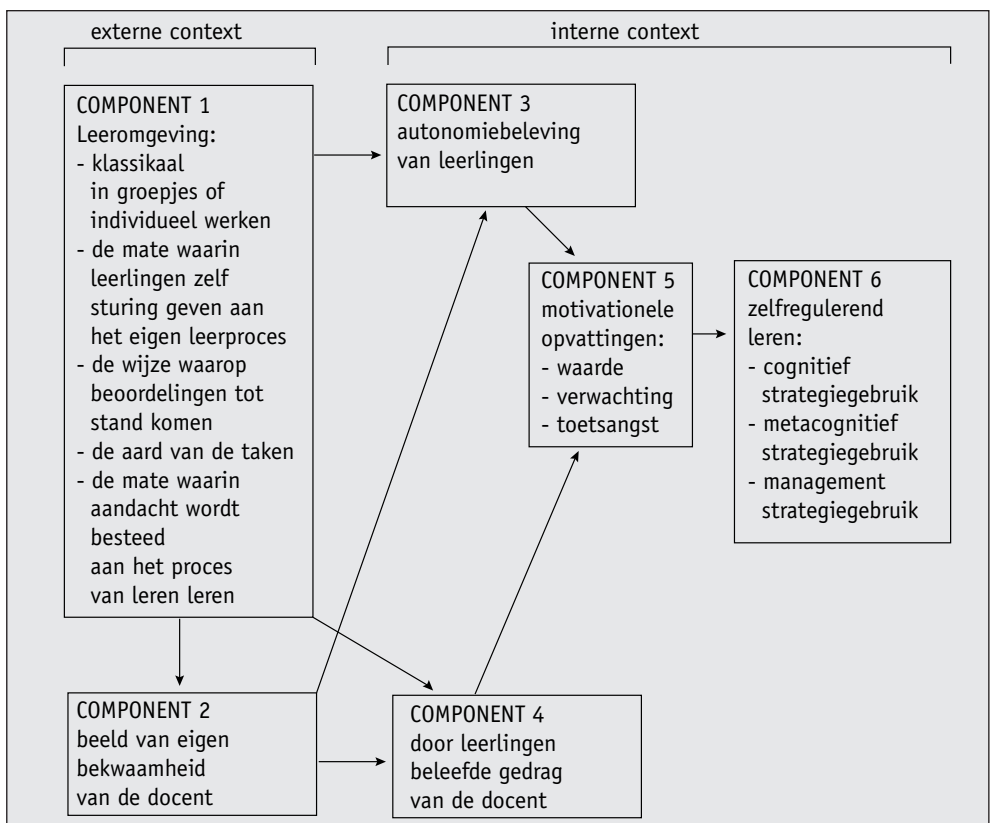 externe context
interne context
COMPONENT 1
Leeromgeving:
- klassikaal
in groepjes of
individueel werken
- de mate waarin
leerlingen zelf
sturing geven aan
het eigen leerproces
- de wijze waarop
beoordelingen tot
stand komen
- de aard van de taken
- de mate waarin
aandacht wordt
besteed
aan het proces
van leren leren
COMPONENT 3
autonomiebeleving
van leerlingen
COMPONENT 5
motivationele
opvattingen:
- waarde
- verwachting
- toetsangst
COMPONENT 6
zelfregulerend
leren:
- cognitief
strategiegebruik
- metacognitief
strategiegebruik
- management
strategiegebruik
COMPONENT 2
beeld van eigen
bekwaamheid
van de docent
COMPONENT 4
door leerlingen
beleefde gedrag
van de docent